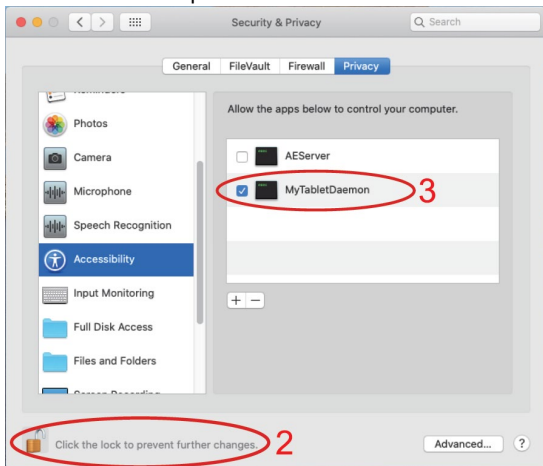 Security & Privacy
Search
General FileVault Firewall Privacy
Photos
Camera
Microphone
Speech Recognition
Accessibility
Input Monitoring
Full Disk Access
Files and Folders
Allow the apps below to control your computer.
AEServer
MyTabletDaemon
3
+ −
Click the lock to prevent further changes.
2
Advanced...
?